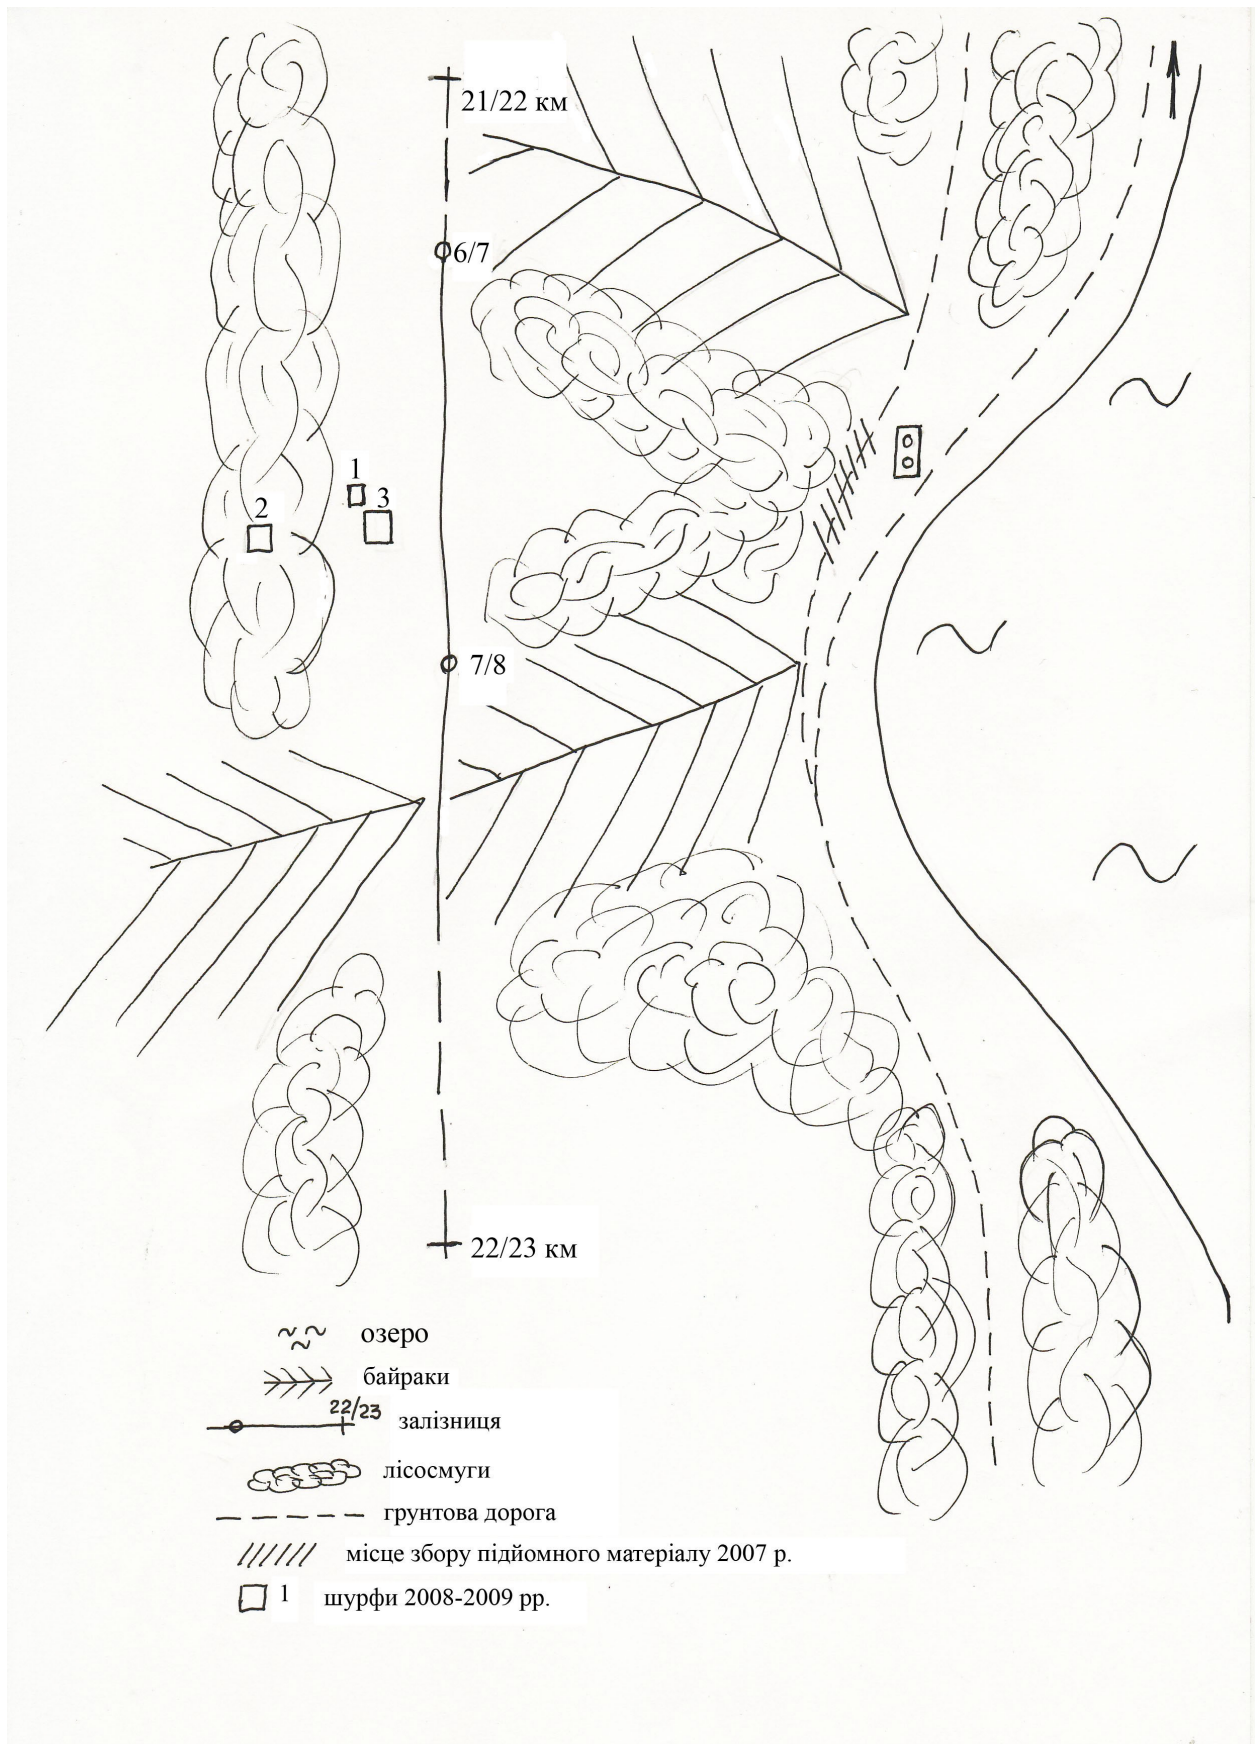 21/22 км
6/7
1
3
2
7/8
22/23 км
озеро
байраки
22/23
залізниця
лісосмуги
грунтова дорога
місце збору підйомного матеріалу 2007 р.
1
шурфи 2008-2009 рр.